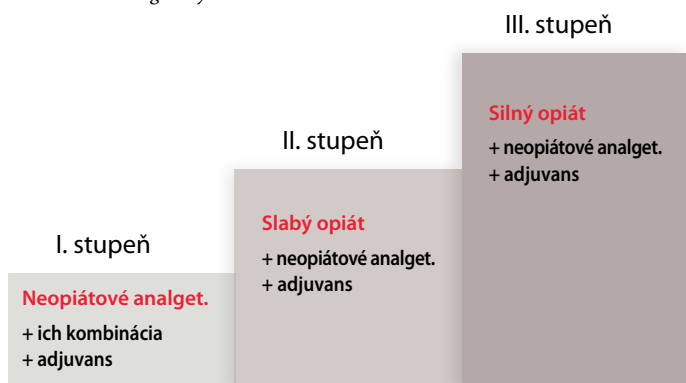 I. stupeň
Neopiátové analget.
+ ich kombinácia
+ adjuvans
II. stupeň
Slabý opiát
+ neopiátové analget.
+ adjuvans
III. stupeň
Silný opiát
+ neopiátové analget.
+ adjuvans